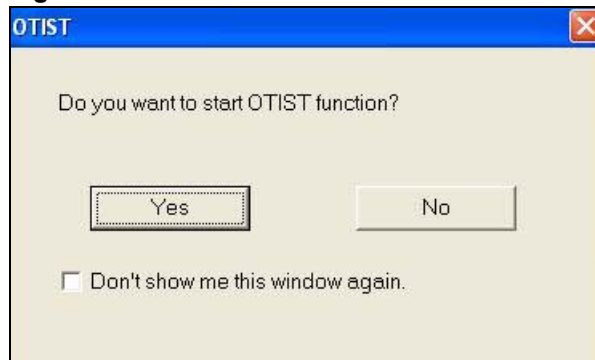 OTIST
Do you want to start OTIST function?
Yes No
Don't show me this window again.